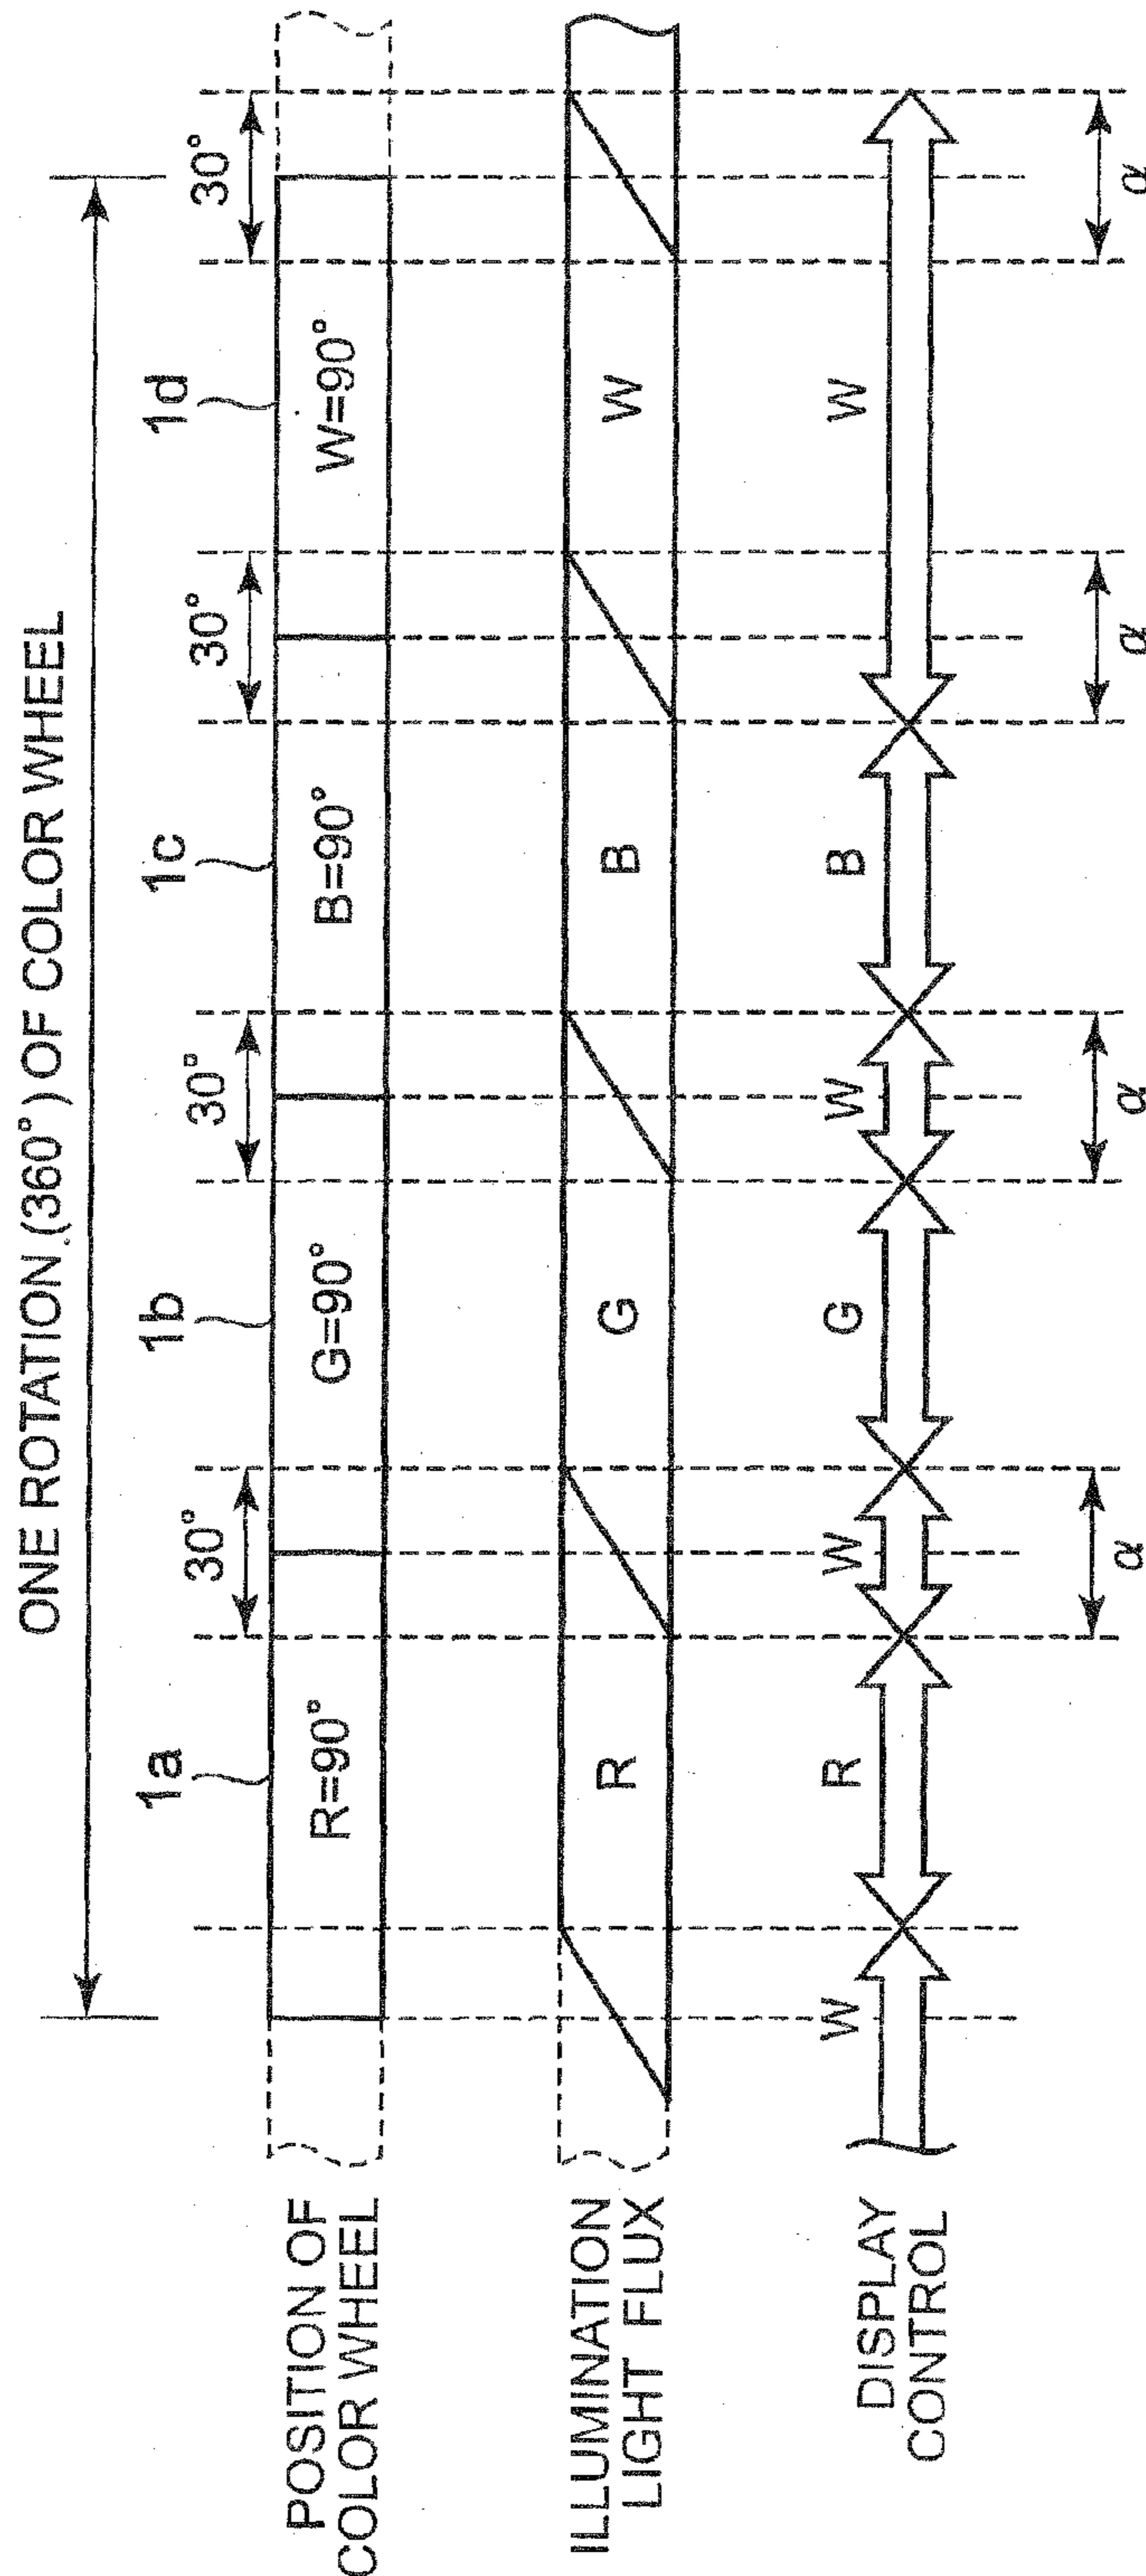 ONE ROTATION (360°) OF COLOR WHEEL
30°
30°
30°
30°
1a
1b
1c
1d
POSITION OF
COLOR WHEEL
R=90°
G=90°
B=90°
W=90°
ILLUMINATION
LIGHT FLUX
R
G
B
W
DISPLAY
CONTROL
W
R
W
G
W
B
W
α
α
α
α